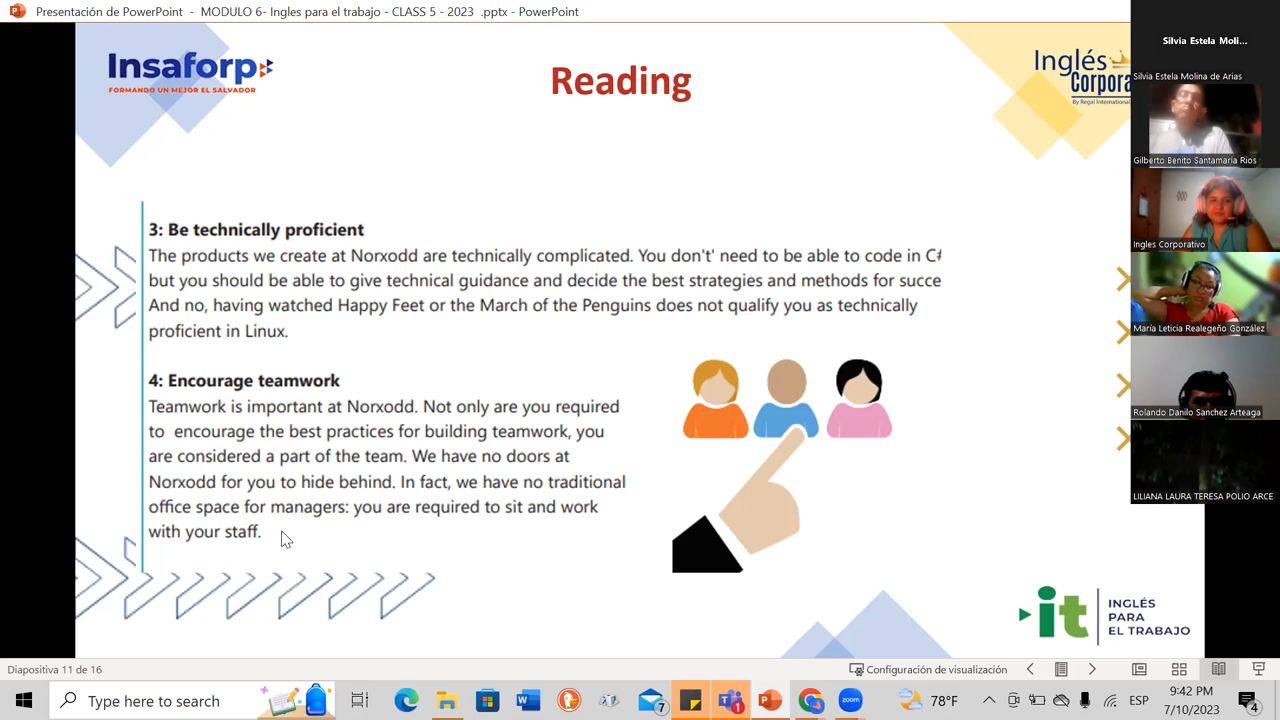 Presentación de PowerPoint - MODULO 6- Ingles para el trabajo - CLASS 5 - 2023 .pptx - PowerPoint
Silvia Estela Moli...
Silvia Estela Molina de Arias
Insaforp
FORMANDO UN MEJOR EL SALVADOR
Reading
Inglés
Corpora
By Regal International
Gilberto Benito Santamaria Rios
Ingles Corporativo
María Leticia Realegeño González
Rolando Danilo Sanchez Arteaga
LILIANA LAURA TERESA POLIO ARCE
3: Be technically proficient
The products we create at Norxodd are technically complicated. You don't' need to be able to code in C#
but you should be able to give technical guidance and decide the best strategies and methods for succe
And no, having watched Happy Feet or the March of the Penguins does not qualify you as technically
proficient in Linux.
4: Encourage teamwork
Teamwork is important at Norxodd. Not only are you required
to encourage the best practices for building teamwork, you
are considered a part of the team. We have no doors at
Norxodd for you to hide behind. In fact, we have no traditional
office space for managers: you are required to sit and work
with your staff.
it
INGLÉS
PARA
EL TRABAJO
Diapositiva 11 de 16
Configuración de visualización
Type here to search
7
1
78°F
ESP
9:42 PM
7/10/2023
4